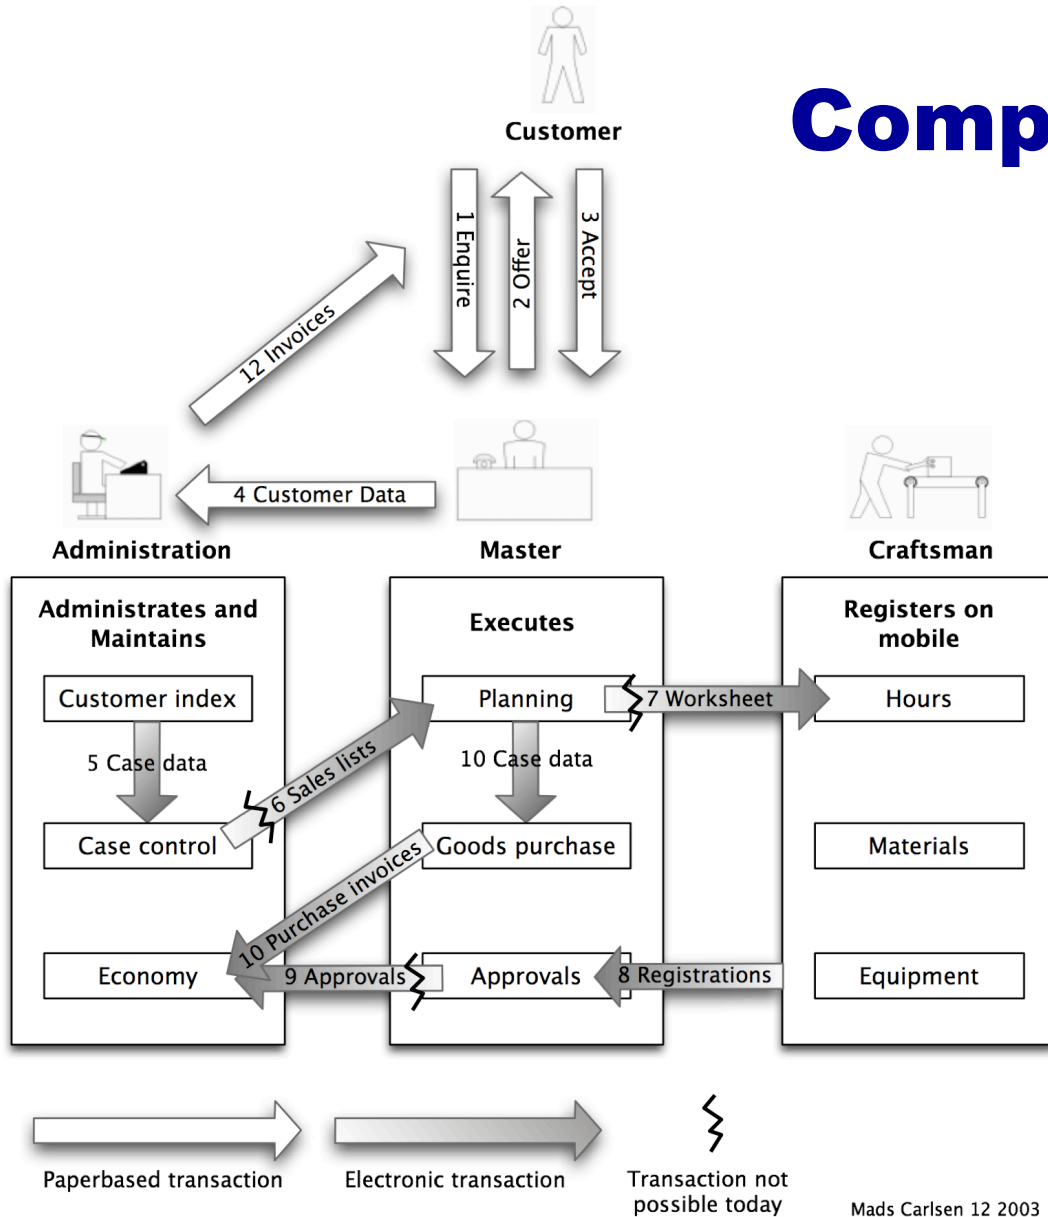 Comp
Customer
1 Enquire
2 Offer
3 Accept
12 Invoices
4 Customer Data
Administration
Master
Craftsman
Administrates and
Maintains
Executes
Registers on
mobile
Customer index
Planning
7 Worksheet
Hours
5 Case data
6 Sales lists
10 Case data
Case control
Goods purchase
Materials
10 Purchase invoices
Economy
9 Approvals
Approvals
8 Registrations
Equipment
Paperbased transaction
Electronic transaction
Transaction not
possible today
Mads Carlsen 12 2003